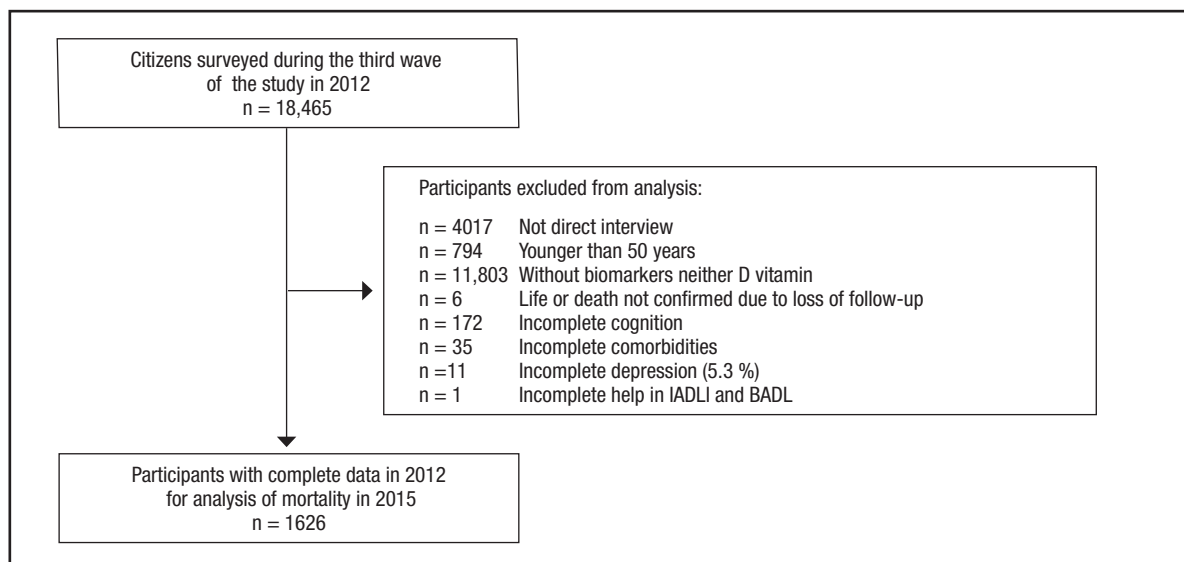 Citizens surveyed during the third wave
of the study in 2012
n = 18,465
Participants excluded from analysis:
n = 4017 Not direct interview
n = 794 Younger than 50 years
n = 11,803 Without biomarkers neither D vitamin
n = 6 Life or death not confirmed due to loss of follow-up
n = 172 Incomplete cognition
n = 35 Incomplete comorbidities
n =11 Incomplete depression (5.3 %)
n = 1 Incomplete help in IADLI and BADL
Participants with complete data in 2012
for analysis of mortality in 2015
n = 1626